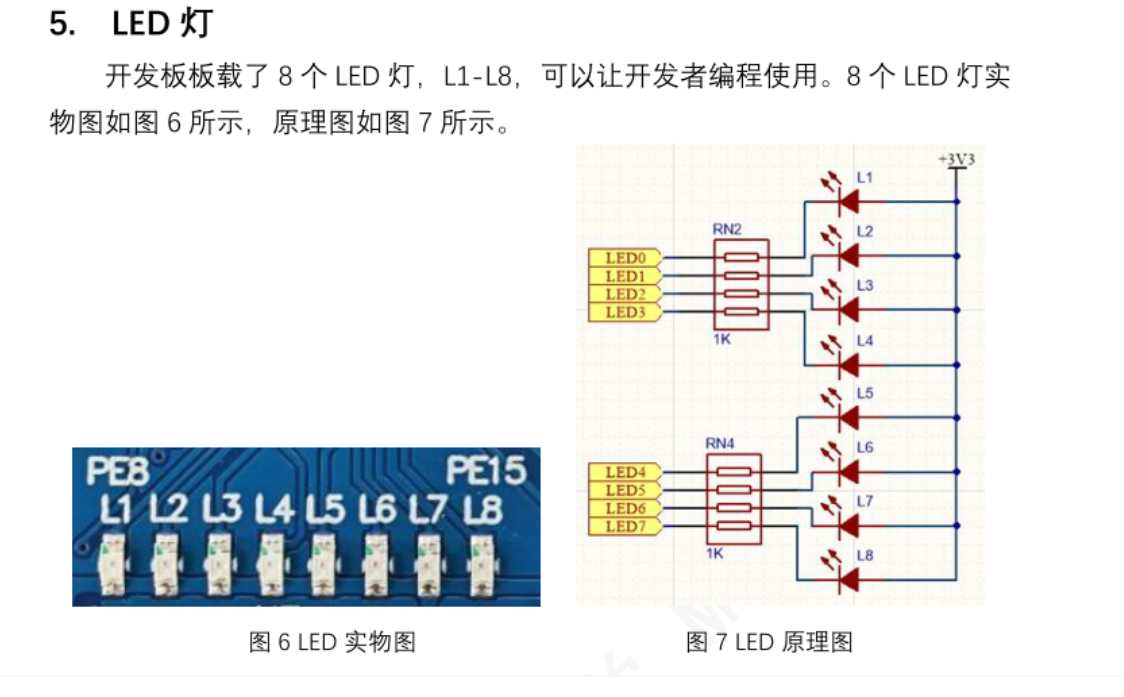 5. LED 灯
开发板板载了 8 个 LED 灯，L1-L8，可以让开发者编程使用。8 个 LED 灯实
物图如图 6 所示，原理图如图 7 所示。
+3V3
L1
RN2
L2
LED0
LED1
L3
LED2
LED3
1K
L4
L5
RN4
L6
LED4
LED5
L7
LED6
LED7
1K
L8
PE8 PE15
L1 L2 L3 L4 L5 L6 L7 L8
图 6 LED 实物图
图 7 LED 原理图